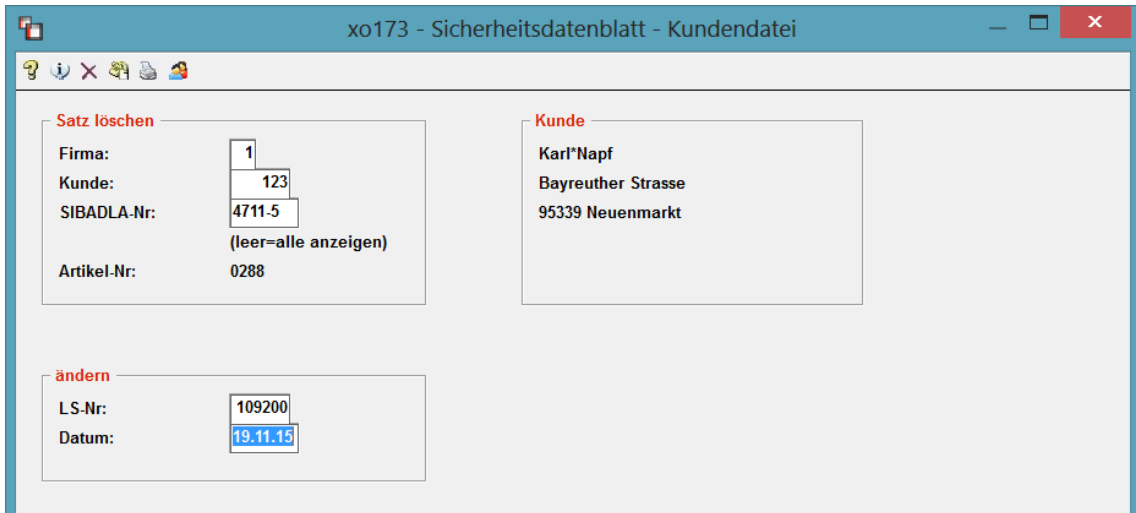 xo173 - Sicherheitsdatenblatt - Kundendatei
Satz löschen
Firma: 1
Kunde: 123
SIBADLA-Nr: 4711-5
(leer=alle anzeigen)
Artikel-Nr: 0288
Kunde
Karl*Napf
Bayreuther Strasse
95339 Neuenmarkt
ändern
LS-Nr: 109200
Datum: 19.11.15